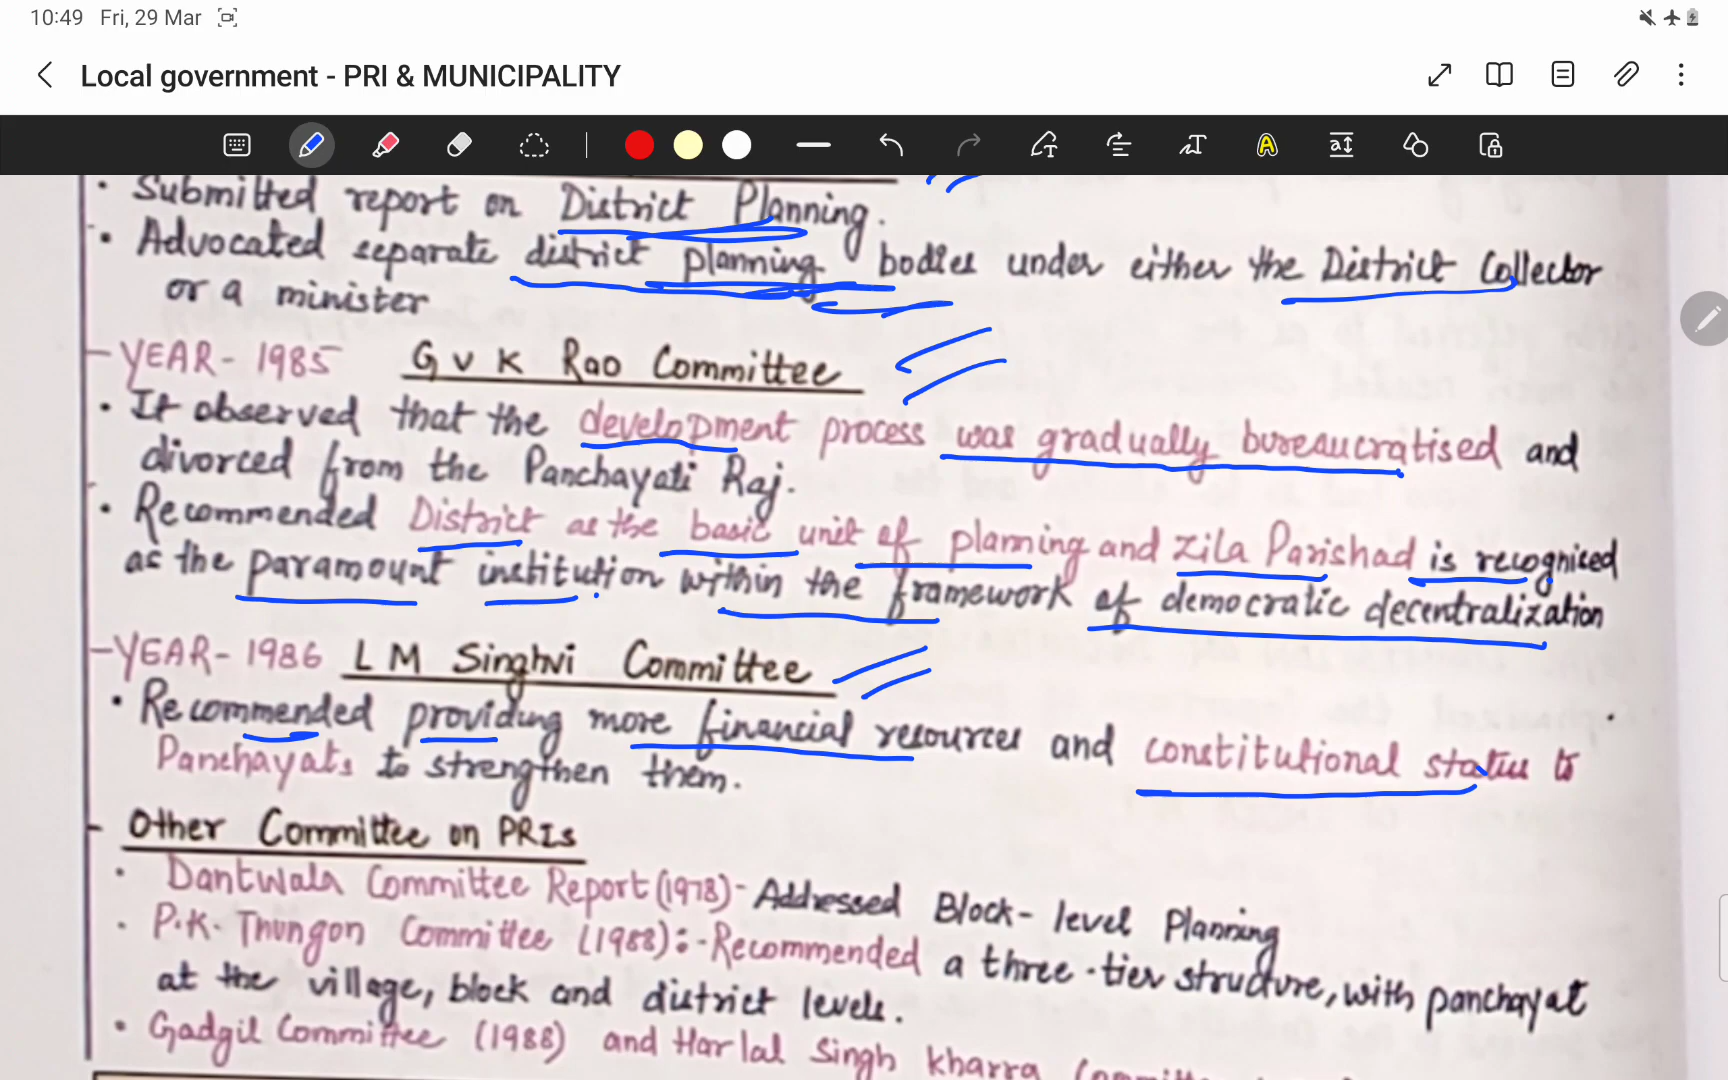 10:49 Fri, 29 Mar
Local government - PRI & MUNICIPALITY
• Submitted report on District Planning.
• Advocated separate district planning bodies under either the District Collector
or a minister
– YEAR - 1985 G V K Rao Committee
• It observed that the development process was gradually bureaucratised and
divorced from the Panchayati Raj.
• Recommended District as the basic unit of planning and Zila Parishad is recognised
as the paramount institution within the framework of democratic decentralization
– YEAR - 1986 L M Singhvi Committee
• Recommended providing more financial resources and constitutional status to
Panchayats to strengthen them.
– Other Committee on PRIs
• Dantwala Committee Report (1978) - Addressed Block-level Planning
• P.K. Thungon Committee (1988):- Recommended a three-tier structure, with panchayat
at the village, block and district levels.
• Gadgil Committee (1988) and Harlal Singh Kharra